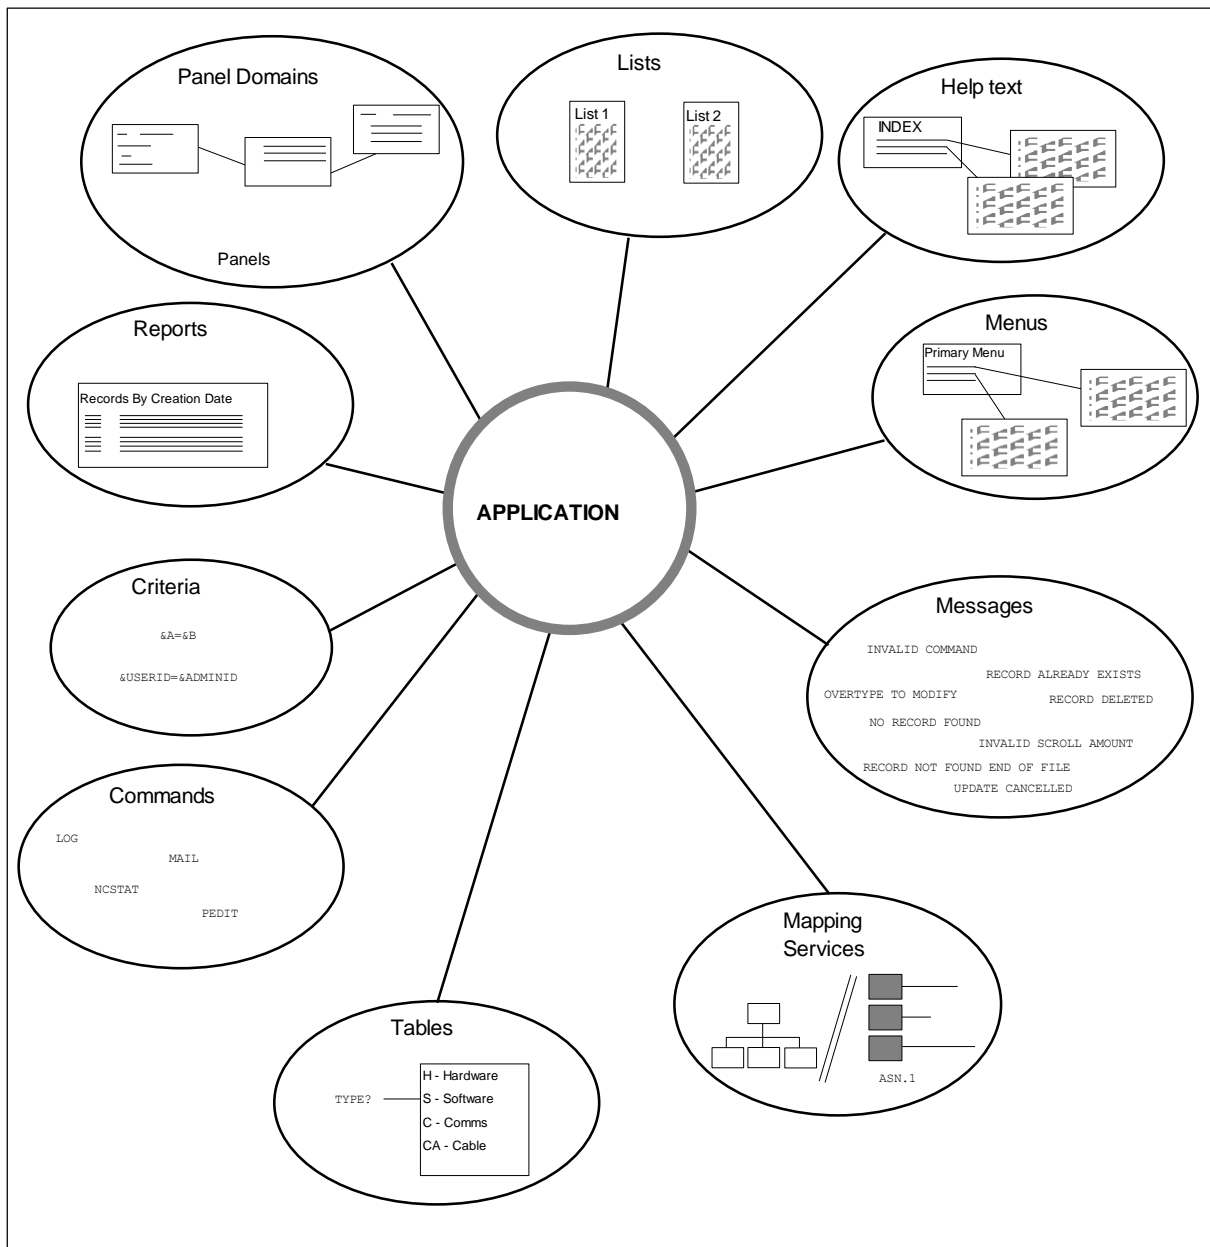 Panel Domains
Panels
Lists
List 1
List 2
Help text
INDEX
Reports
Records By Creation Date
Menus
Primary Menu
APPLICATION
Criteria
&A=&B
&USERID=&ADMINID
Messages
INVALID COMMAND
RECORD ALREADY EXISTS
OVERTYPE TO MODIFY
RECORD DELETED
NO RECORD FOUND
INVALID SCROLL AMOUNT
RECORD NOT FOUND END OF FILE
UPDATE CANCELLED
Commands
LOG
MAIL
NCSTAT
PEDIT
Mapping
Services
ASN.1
Tables
TYPE?
H - Hardware
S - Software
C - Comms
CA - Cable